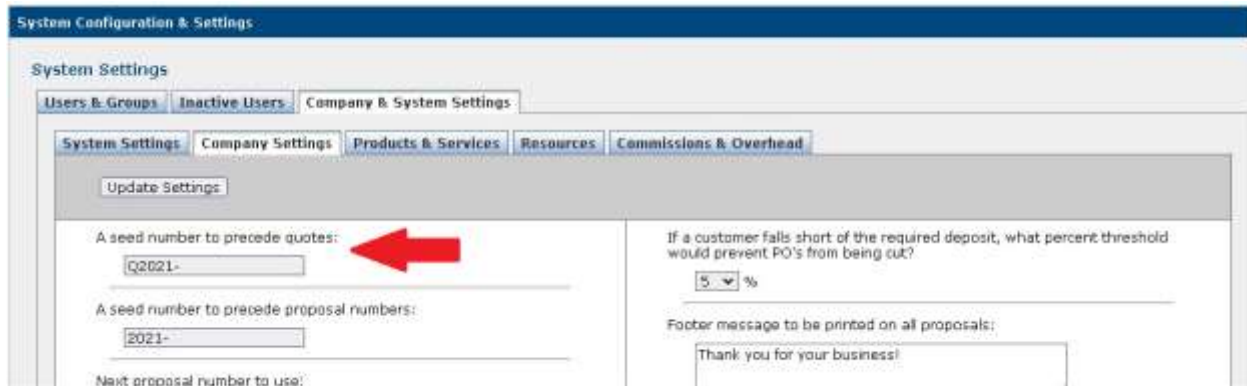 System Configuration & Settings
System Settings
Users & Groups Inactive Users Company & System Settings
System Settings Company Settings Products & Services Resources Commissions & Overhead
Update Settings
A seed number to precede quotes:
Q2021-
A seed number to precede proposal numbers:
2021-
Next proposal number to use:
If a customer falls short of the required deposit, what percent threshold
would prevent PO's from being cut?
5 %
Footer message to be printed on all proposals:
Thank you for your business!